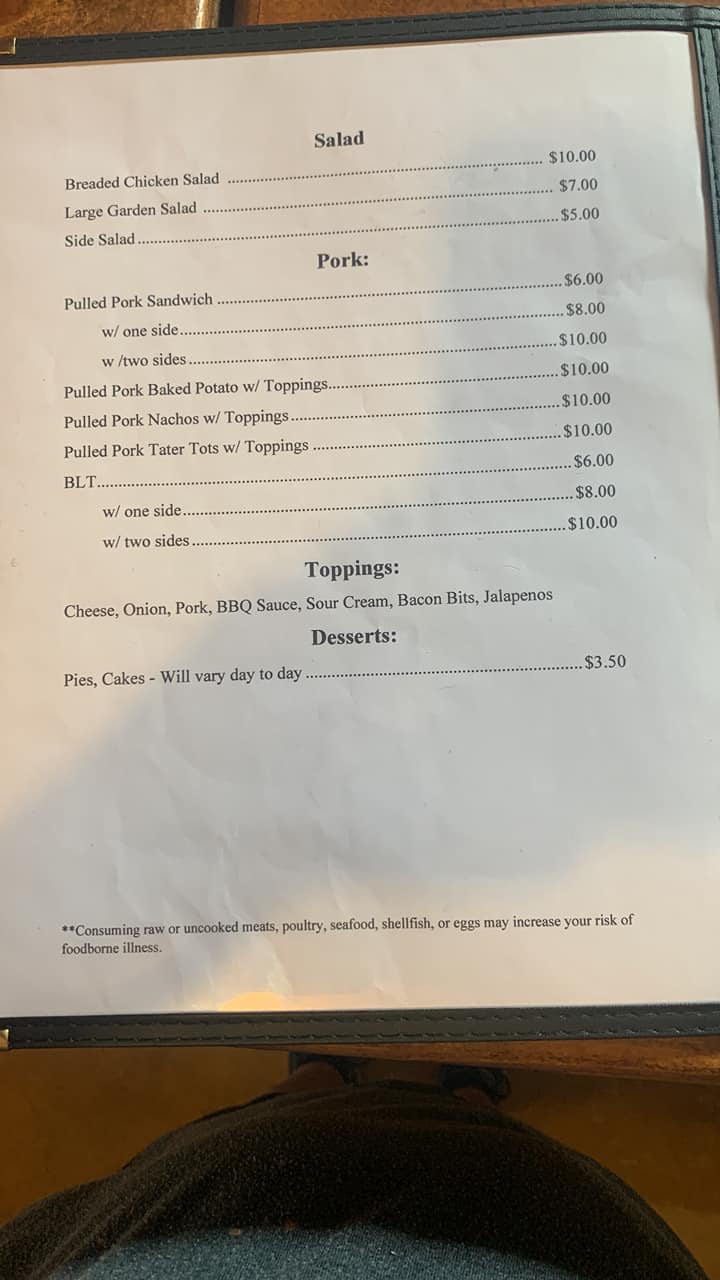 Salad
Breaded Chicken Salad ........ $10.00
Large Garden Salad ........ $7.00
Side Salad ........ $5.00
Pork:
Pulled Pork Sandwich ........ $6.00
w/ one side ........ $8.00
w /two sides ........ $10.00
Pulled Pork Baked Potato w/ Toppings ........ $10.00
Pulled Pork Nachos w/ Toppings ........ $10.00
Pulled Pork Tater Tots w/ Toppings ........ $10.00
BLT ........ $6.00
w/ one side ........ $8.00
w/ two sides ........ $10.00
Toppings:
Cheese, Onion, Pork, BBQ Sauce, Sour Cream, Bacon Bits, Jalapenos
Desserts:
Pies, Cakes - Will vary day to day ........ $3.50
**Consuming raw or uncooked meats, poultry, seafood, shellfish, or eggs may increase your risk of
foodborne illness.